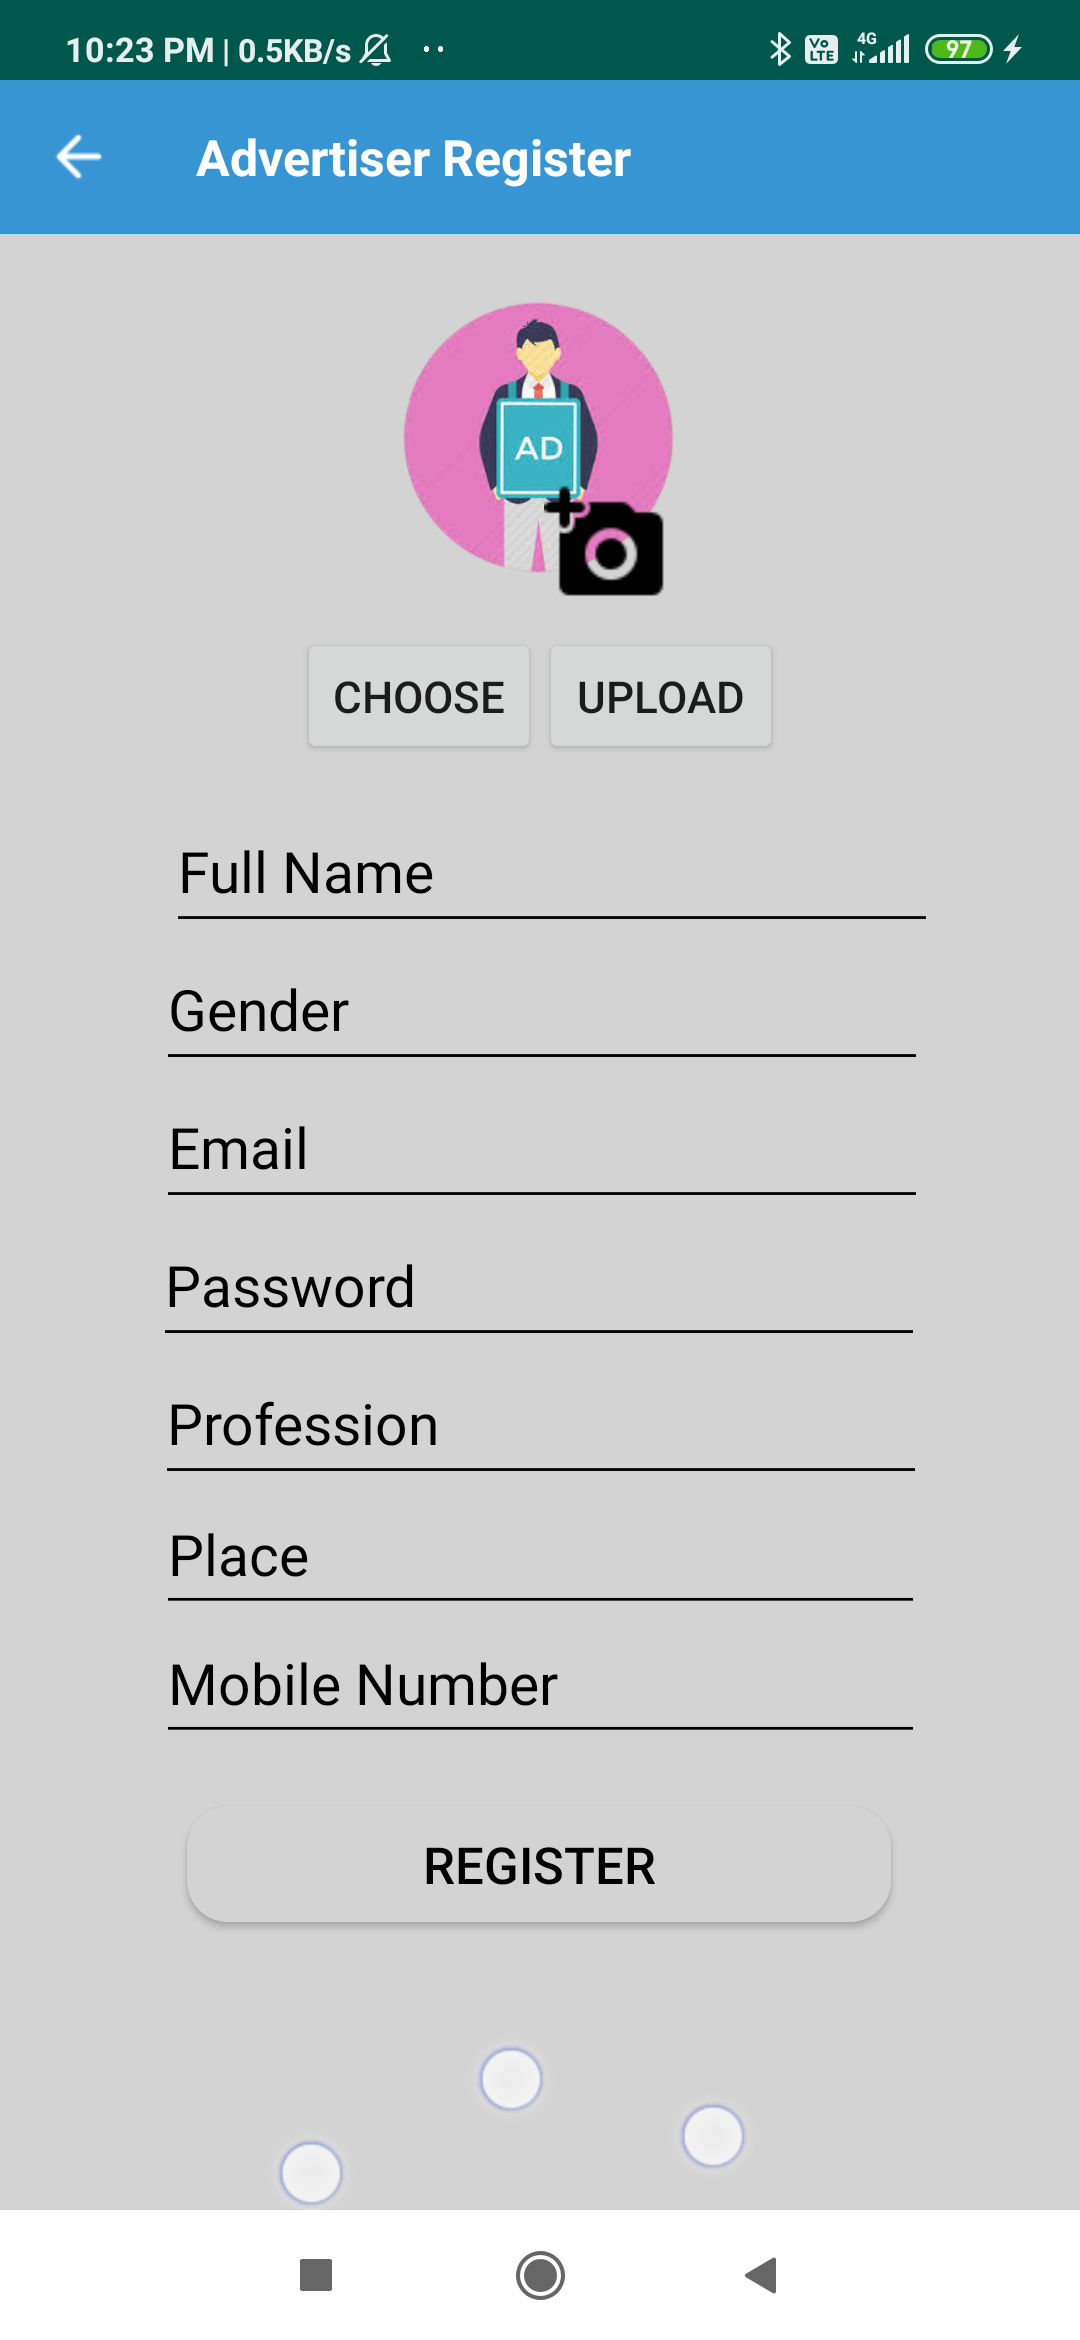 10:23 PM | 0.5KB/s
Vo LTE 4G 97
Advertiser Register
AD
CHOOSE UPLOAD
Full Name
Gender
Email
Password
Profession
Place
Mobile Number
REGISTER